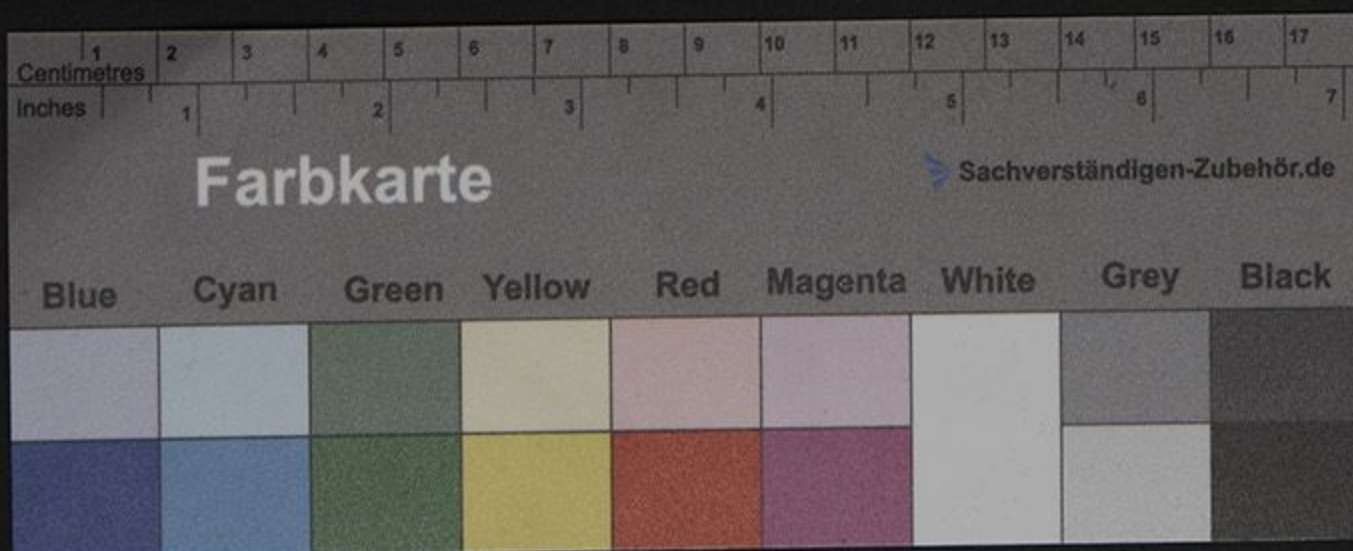 1 2 3 4 5 6 7 8 9 10 11 12 13 14 15 16 17
Centimetres
Inches 1 2 3 4 5 6 7
Farbkarte
Sachverständigen-Zubehör.de
Blue Cyan Green Yellow Red Magenta White Grey Black